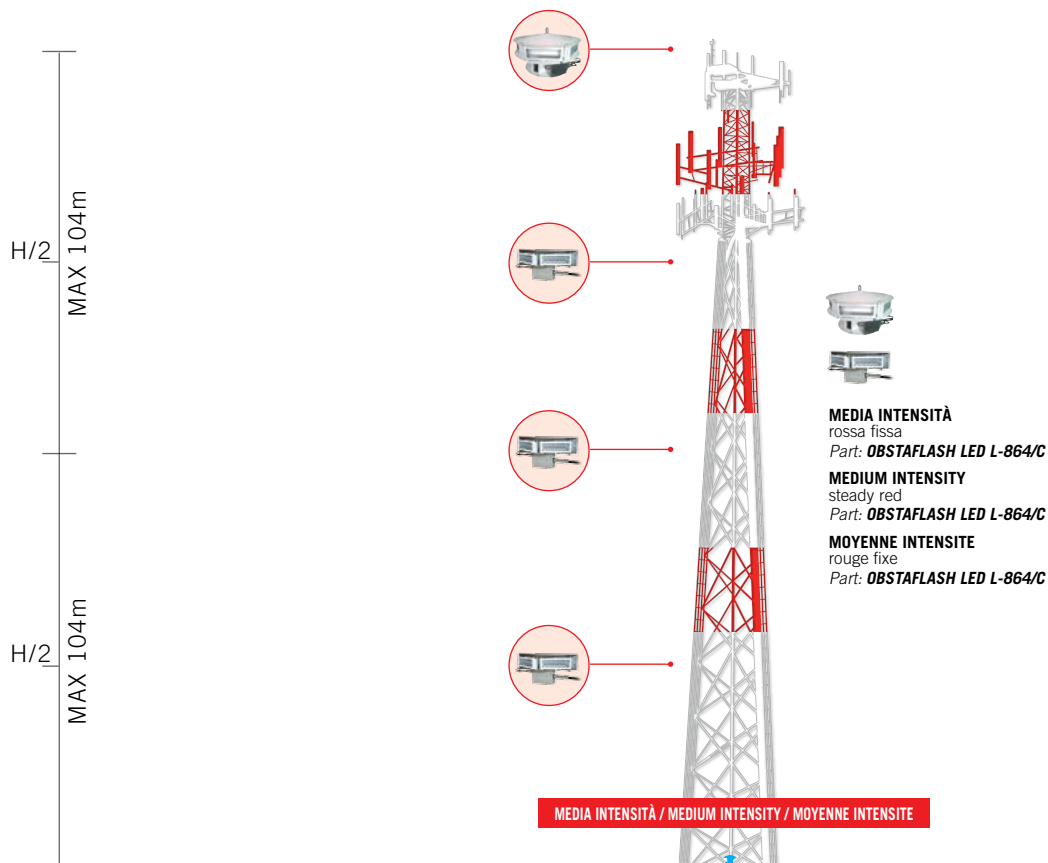 H/2
MAX 104m
H/2
MAX 104m
MEDIA INTENSITÀ
rossa fissa
Part: OBSTAFLASH LED L-864/C
MEDIUM INTENSITY
steady red
Part: OBSTAFLASH LED L-864/C
MOYENNE INTENSITE
rouge fixe
Part: OBSTAFLASH LED L-864/C
MEDIA INTENSITÀ / MEDIUM INTENSITY / MOYENNE INTENSITE